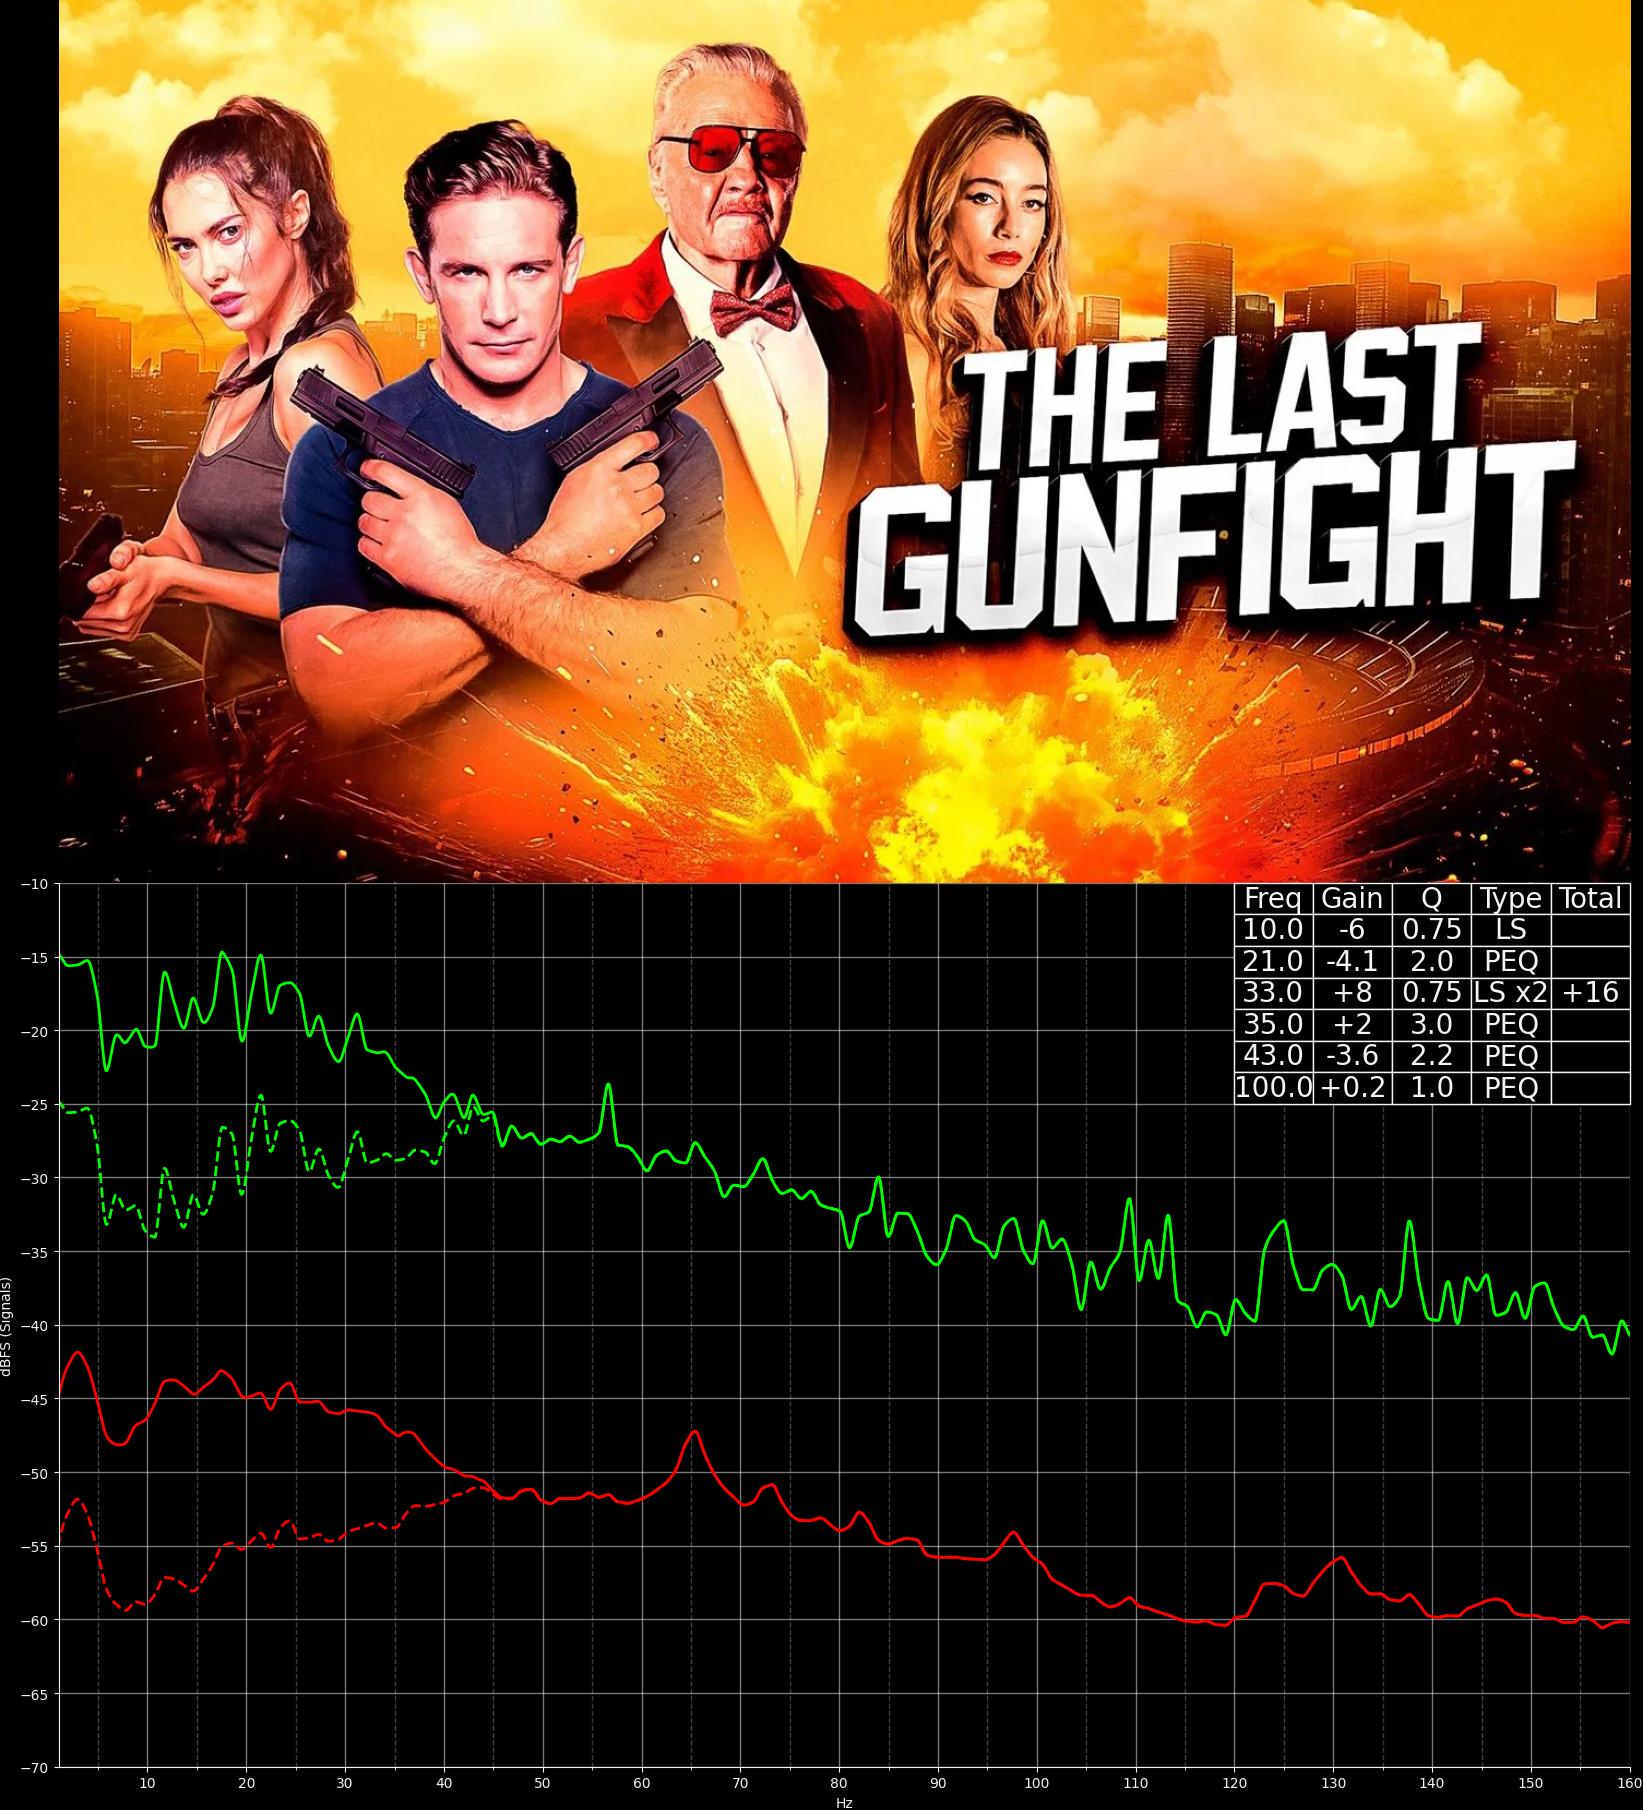 THE LAST
GUNFIGHT
Freq Gain Q Type Total
10.0 -6 0.75 LS
21.0 -4.1 2.0 PEQ
33.0 +8 0.75 LS x2 +16
35.0 +2 3.0 PEQ
43.0 -3.6 2.2 PEQ
100.0 +0.2 1.0 PEQ
−10
−15
−20
−25
−30
−35
−40
−45
−50
−55
−60
−65
−70
dBFS (Signals)
10 20 30 40 50 60 70 80 90 100 110 120 130 140 150 160
Hz